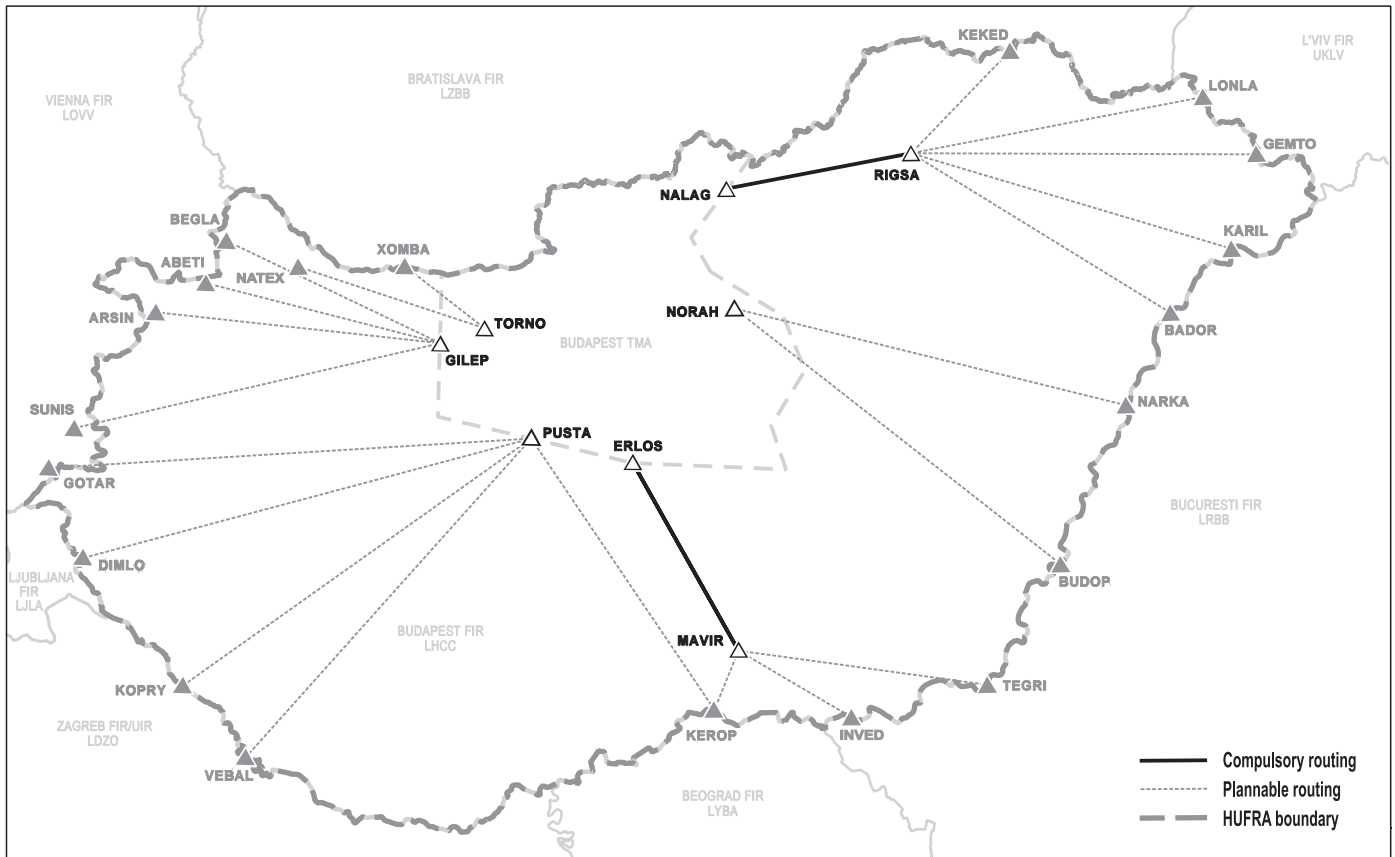 KEKED
L'VIV FIR
UKLV
BRATISLAVA FIR
LZBB
LONLA
VIENNA FIR
LOVV
GEMTO
RIGSA
NALAG
BEGLA
KARIL
XOMBA
ABETI
NATEX
ARSIN
NORAH
TORNO
BADOR
BUDAPEST TMA
GILEP
NARKA
SUNIS
PUSTA
ERLOS
GOTAR
BUCURESTI FIR
LRBB
DIMLO
LJUBLJANA
FIR
LJLA
BUDOP
BUDAPEST FIR
LHCC
MAVIR
KOPRY
TEGRI
ZAGREB FIR/UIR
LDZO
KEROP
INVED
VEBAL
BEOGRAD FIR
LYBA
Compulsory routing
Plannable routing
HUFRA boundary